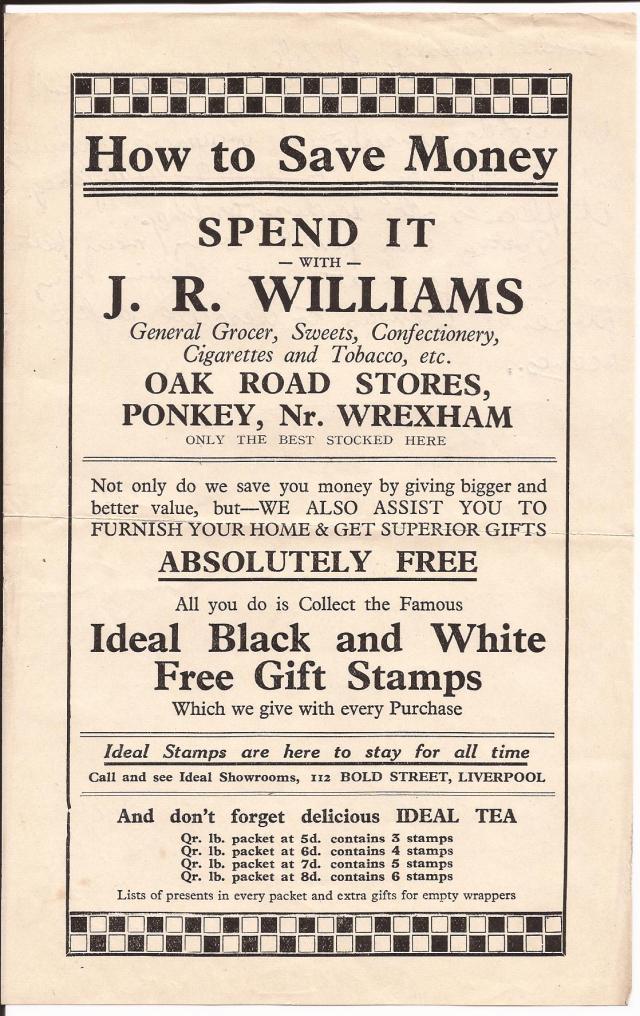 How to Save Money
SPEND IT
— WITH —
J. R. WILLIAMS
General Grocer, Sweets, Confectionery,
Cigarettes and Tobacco, etc.
OAK ROAD STORES,
PONKEY, Nr. WREXHAM
ONLY THE BEST STOCKED HERE
Not only do we save you money by giving bigger and
better value, but—WE ALSO ASSIST YOU TO
FURNISH YOUR HOME & GET SUPERIOR GIFTS
ABSOLUTELY FREE
All you do is Collect the Famous
Ideal Black and White
Free Gift Stamps
Which we give with every Purchase
Ideal Stamps are here to stay for all time
Call and see Ideal Showrooms, 112 BOLD STREET, LIVERPOOL
And don't forget delicious IDEAL TEA
Qr. lb. packet at 5d. contains 3 stamps
Qr. lb. packet at 6d. contains 4 stamps
Qr. lb. packet at 7d. contains 5 stamps
Qr. lb. packet at 8d. contains 6 stamps
Lists of presents in every packet and extra gifts for empty wrappers